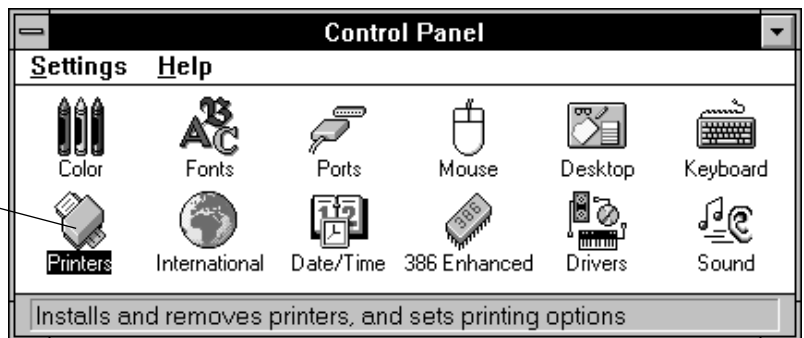 Control Panel
Settings Help
Color Fonts Ports Mouse Desktop Keyboard
386
Printers International Date/Time 386 Enhanced Drivers Sound
Installs and removes printers, and sets printing options